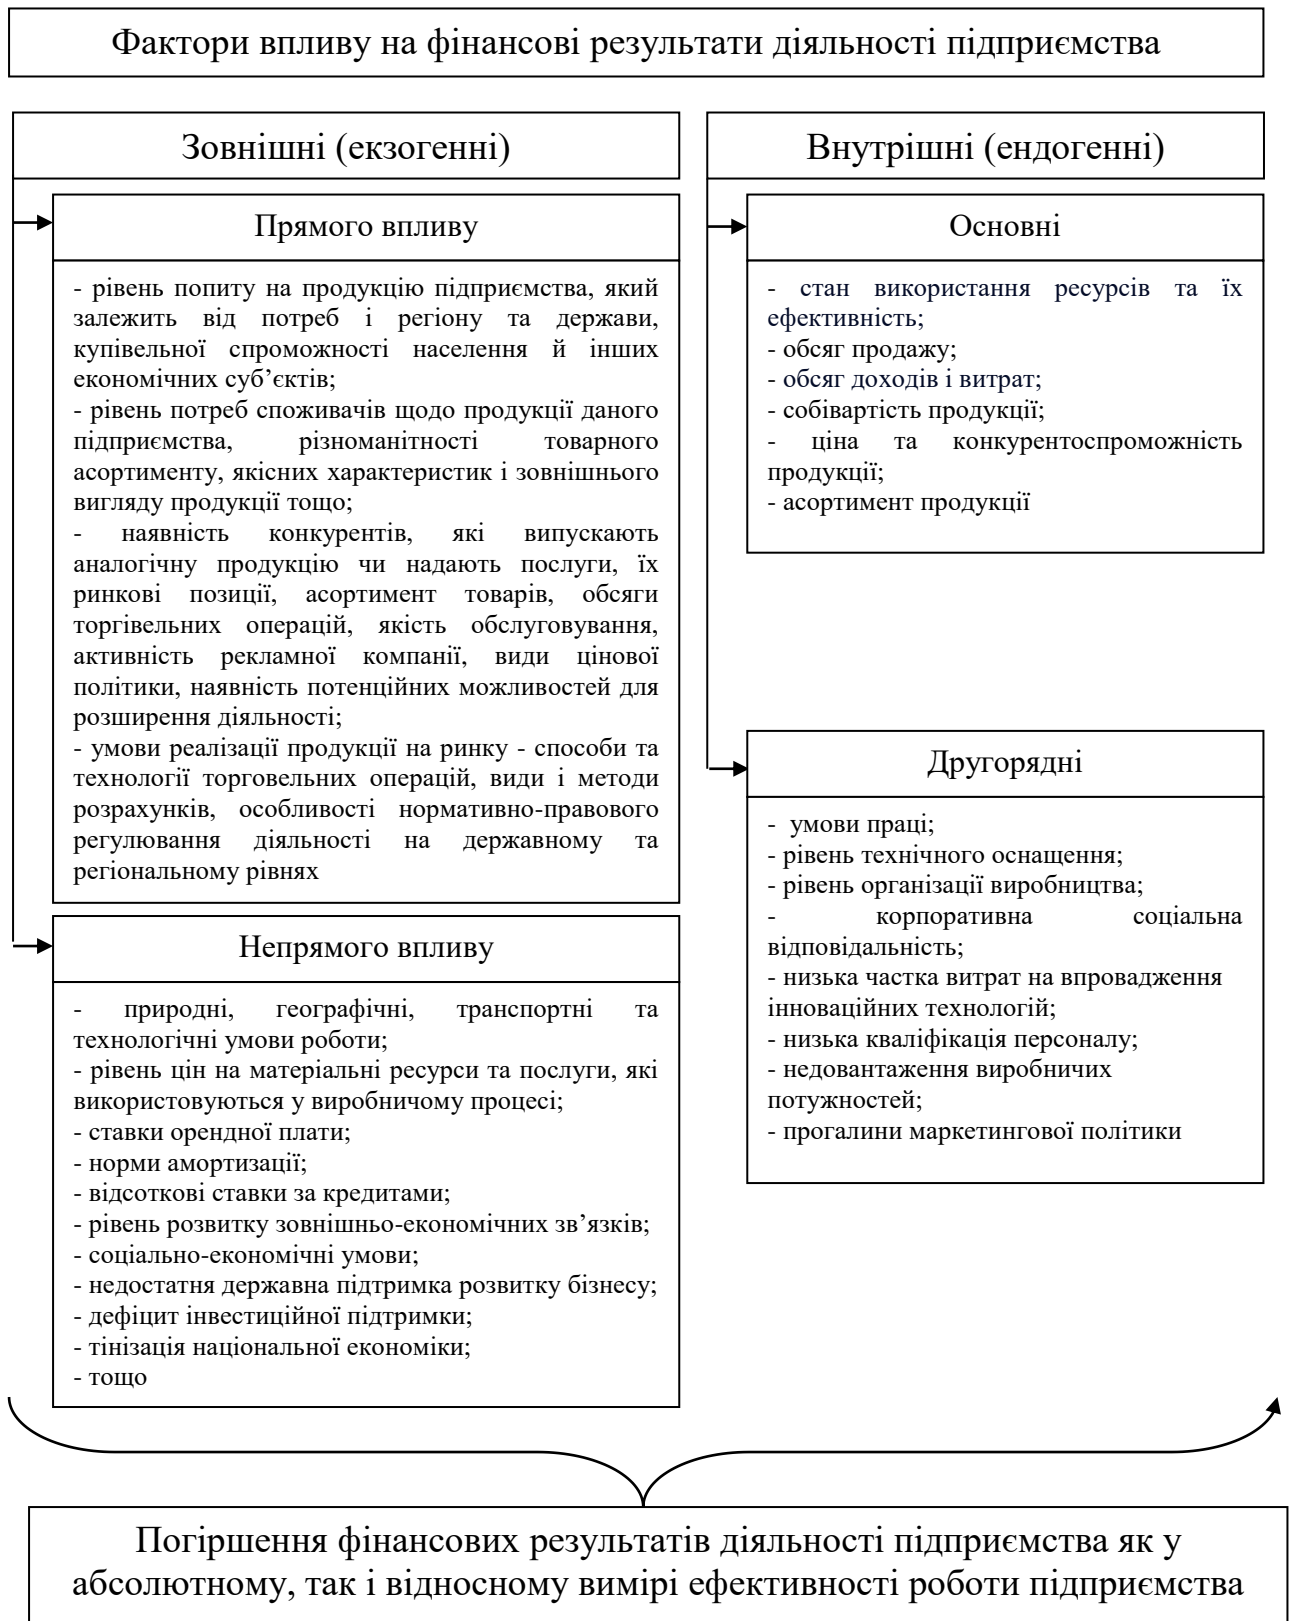 Фактори впливу на фінансові результати діяльності підприємства
Зовнішні (екзогенні)
Прямого впливу
- рівень попиту на продукцію підприємства, який
залежить від потреб і регіону та держави,
купівельної спроможності населення й інших
економічних суб’єктів;
- рівень потреб споживачів щодо продукції даного
підприємства, різноманітності товарного
асортименту, якісних характеристик і зовнішнього
вигляду продукції тощо;
- наявність конкурентів, які випускають
аналогічну продукцію чи надають послуги, їх
ринкові позиції, асортимент товарів, обсяги
торгівельних операцій, якість обслуговування,
активність рекламної компанії, види цінової
політики, наявність потенційних можливостей для
розширення діяльності;
- умови реалізації продукції на ринку - способи та
технології торговельних операцій, види і методи
розрахунків, особливості нормативно-правового
регулювання діяльності на державному та
регіональному рівнях
Непрямого впливу
- природні, географічні, транспортні та
технологічні умови роботи;
- рівень цін на матеріальні ресурси та послуги, які
використовуються у виробничому процесі;
- ставки орендної плати;
- норми амортизації;
- відсоткові ставки за кредитами;
- рівень розвитку зовнішньо-економічних зв’язків;
- соціально-економічні умови;
- недостатня державна підтримка розвитку бізнесу;
- дефіцит інвестиційної підтримки;
- тінізація національної економіки;
- тощо
Внутрішні (ендогенні)
Основні
- стан використання ресурсів та їх
ефективність;
- обсяг продажу;
- обсяг доходів і витрат;
- собівартість продукції;
- ціна та конкурентоспроможність
продукції;
- асортимент продукції
Другорядні
- умови праці;
- рівень технічного оснащення;
- рівень організації виробництва;
- корпоративна соціальна
відповідальність;
- низька частка витрат на впровадження
інноваційних технологій;
- низька кваліфікація персоналу;
- недовантаження виробничих
потужностей;
- прогалини маркетингової політики
Погіршення фінансових результатів діяльності підприємства як у
абсолютному, так і відносному вимірі ефективності роботи підприємства